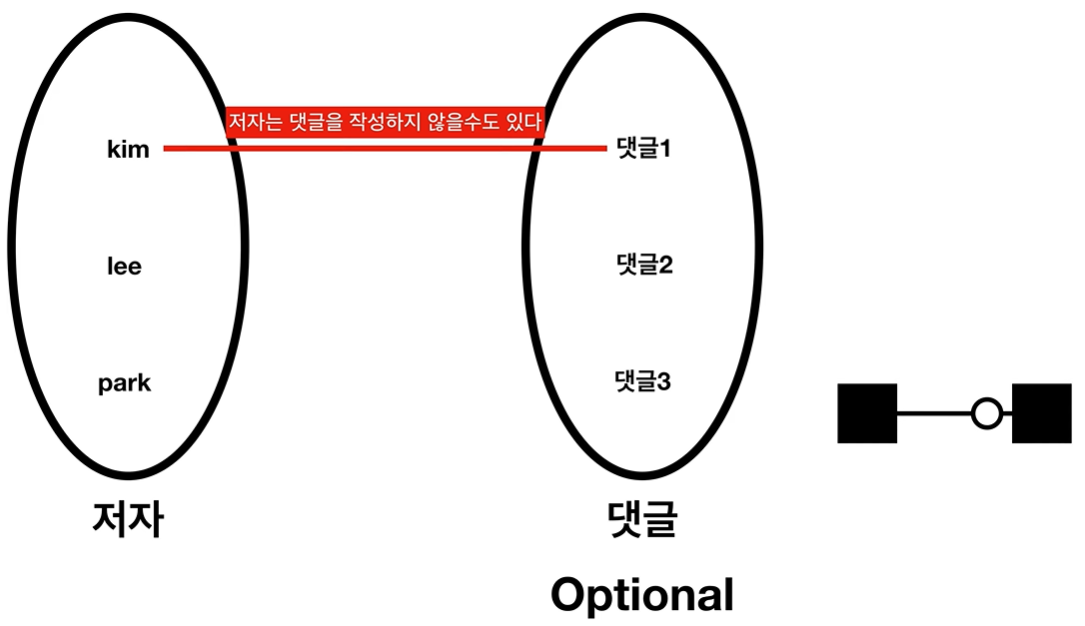 저자는 댓글을 작성하지 않을수도 있다
kim
댓글1
lee
댓글2
park
댓글3
저자
댓글
Optional